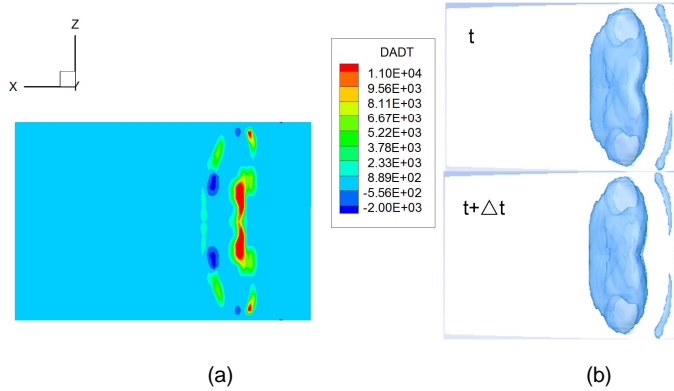 Z
X
DADT
1.10E+04
9.56E+03
8.11E+03
6.67E+03
5.22E+03
3.78E+03
2.33E+03
8.89E+02
-5.56E+02
-2.00E+03
t
t+△t
(a)
(b)